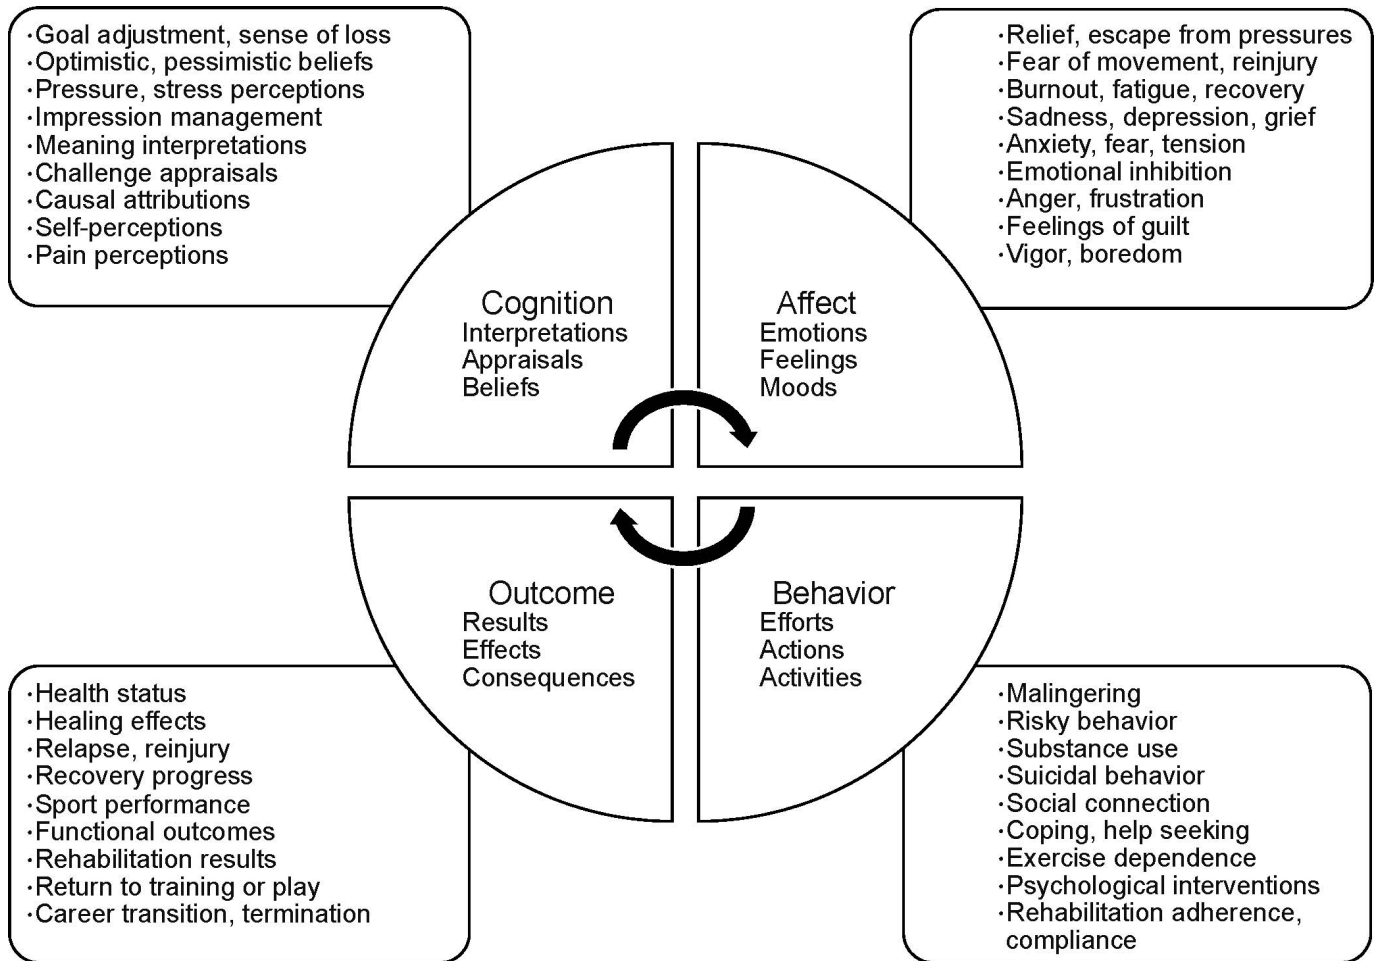 ·Goal adjustment, sense of loss
·Optimistic, pessimistic beliefs
·Pressure, stress perceptions
·Impression management
·Meaning interpretations
·Challenge appraisals
·Causal attributions
·Self-perceptions
·Pain perceptions
·Relief, escape from pressures
·Fear of movement, reinjury
·Burnout, fatigue, recovery
·Sadness, depression, grief
·Anxiety, fear, tension
·Emotional inhibition
·Anger, frustration
·Feelings of guilt
·Vigor, boredom
Cognition
Interpretations
Appraisals
Beliefs
Affect
Emotions
Feelings
Moods
Outcome
Results
Effects
Consequences
Behavior
Efforts
Actions
Activities
·Health status
·Healing effects
·Relapse, reinjury
·Recovery progress
·Sport performance
·Functional outcomes
·Rehabilitation results
·Return to training or play
·Career transition, termination
·Malingering
·Risky behavior
·Substance use
·Suicidal behavior
·Social connection
·Coping, help seeking
·Exercise dependence
·Psychological interventions
·Rehabilitation adherence,
compliance